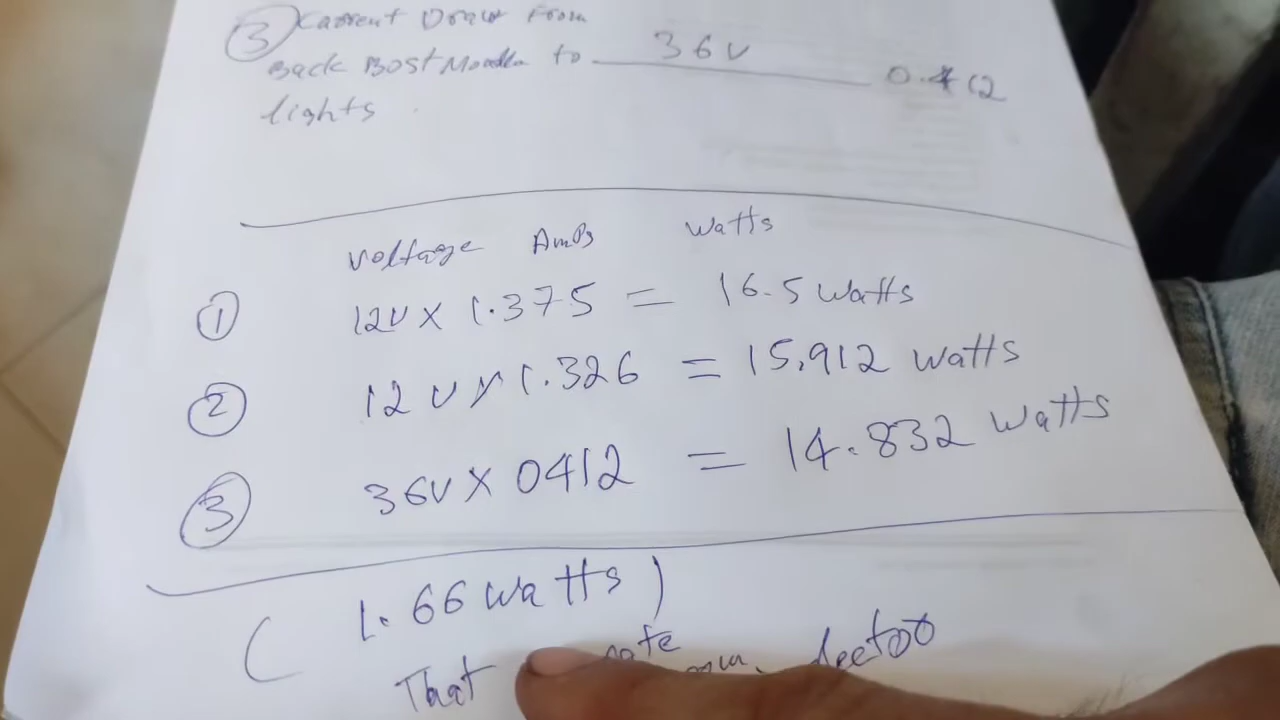 ③ Current Draw From
Back Bost Moudle to 36V 0.412
lights.
Voltage Amps Watts
① 12V X 1.375 = 16.5 Watts
② 12V X 1.326 = 15.912 Watts
③ 36V X 0412 = 14.832 Watts
( 1.66 Watts )
That